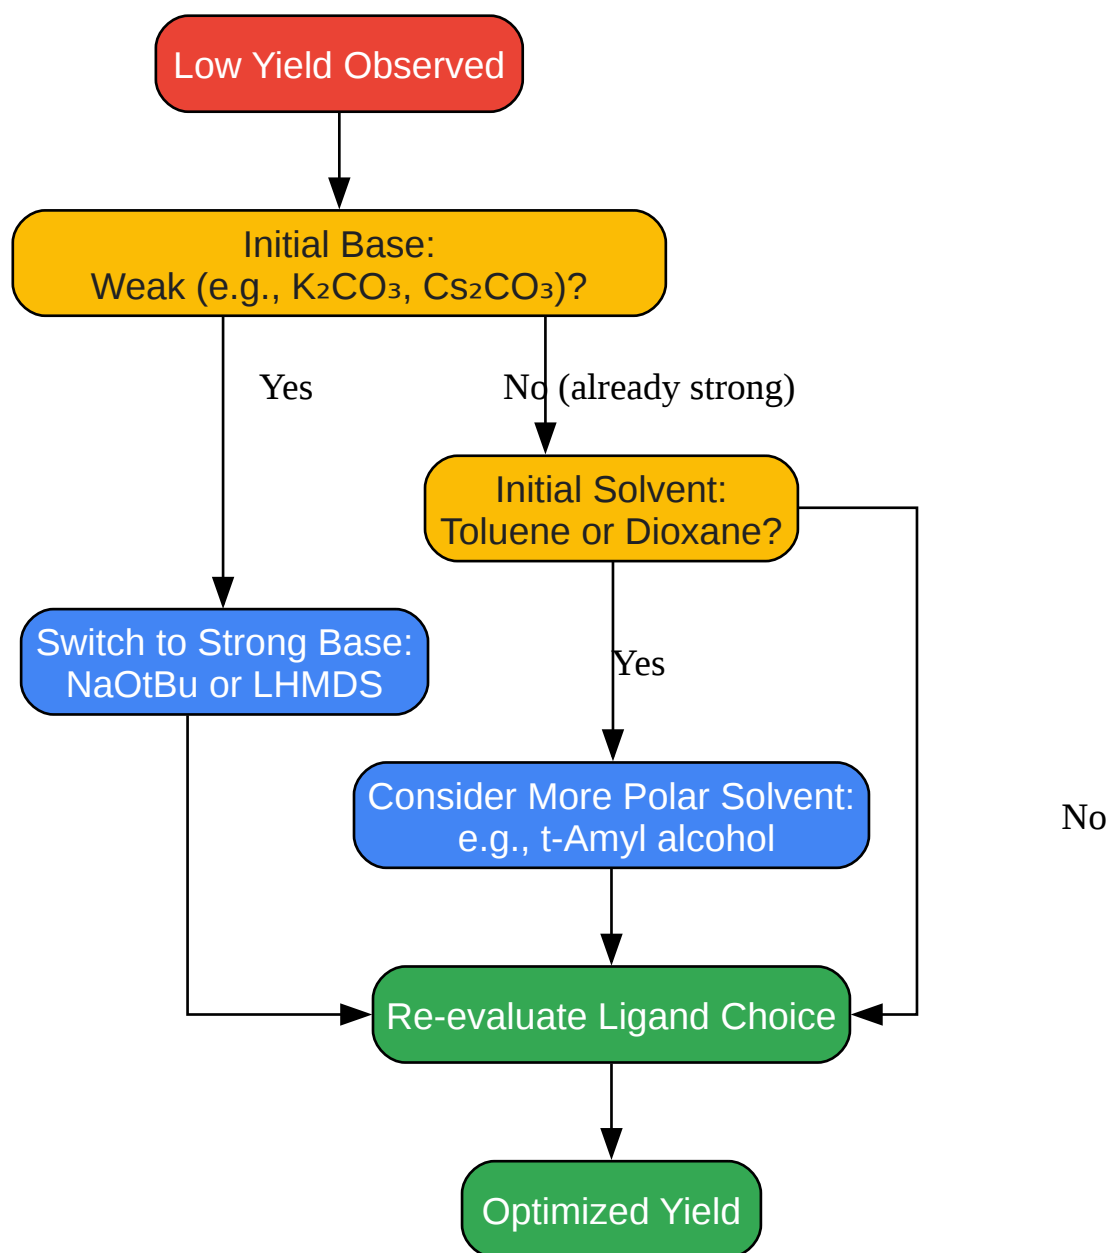 Low Yield Observed
Initial Base:
Weak (e.g., K₂CO₃, Cs₂CO₃)?
Yes
No (already strong)
Initial Solvent:
Toluene or Dioxane?
Switch to Strong Base:
NaOtBu or LHMDS
Yes
Consider More Polar Solvent:
e.g., t-Amyl alcohol
No
Re-evaluate Ligand Choice
Optimized Yield